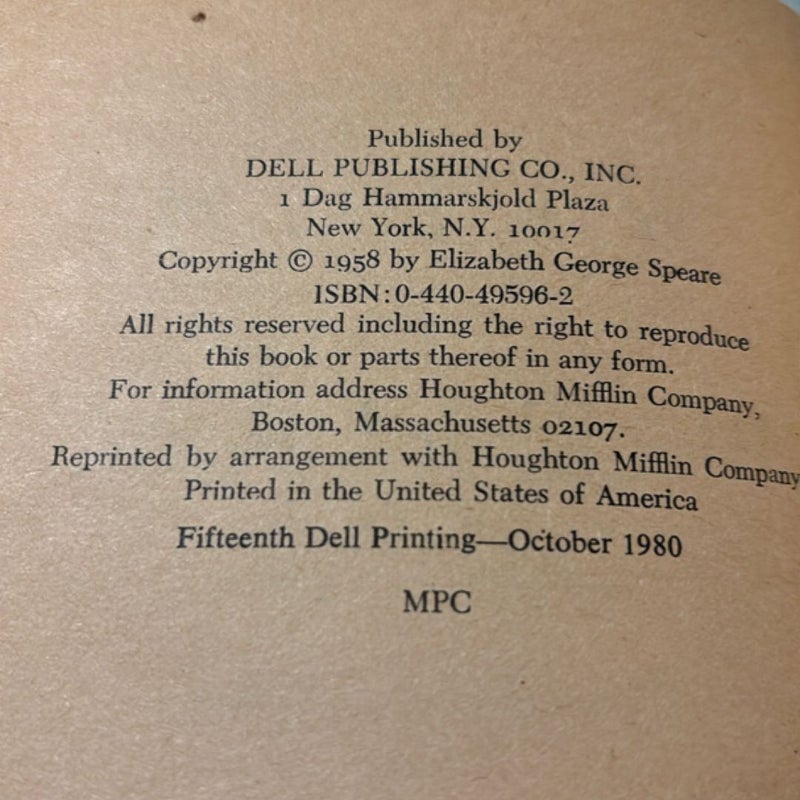 Published by
DELL PUBLISHING CO., INC.
1 Dag Hammarskjold Plaza
New York, N.Y. 10017
Copyright © 1958 by Elizabeth George Speare
ISBN: 0-440-49596-2
All rights reserved including the right to reproduce
this book or parts thereof in any form.
For information address Houghton Mifflin Company,
Boston, Massachusetts 02107.
Reprinted by arrangement with Houghton Mifflin Company
Printed in the United States of America
Fifteenth Dell Printing—October 1980
MPC